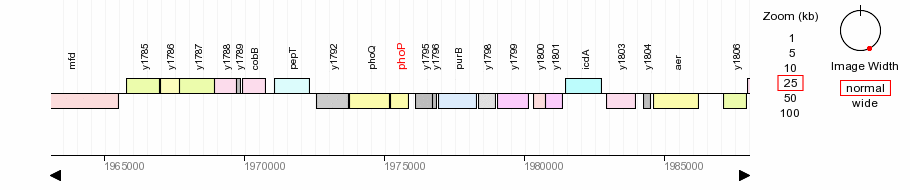 mfd
y1785
y1786
y1787
y1788
y1789
cobB
pepT
y1792
phoQ
phoP
y1795
y1796
purB
y1798
y1799
y1800
y1801
icdA
y1803
y1804
aer
y1806
1965000 1970000 1975000 1980000 1985000
Zoom (kb)
1
5
10
25
50
100
Image Width
normal
wide